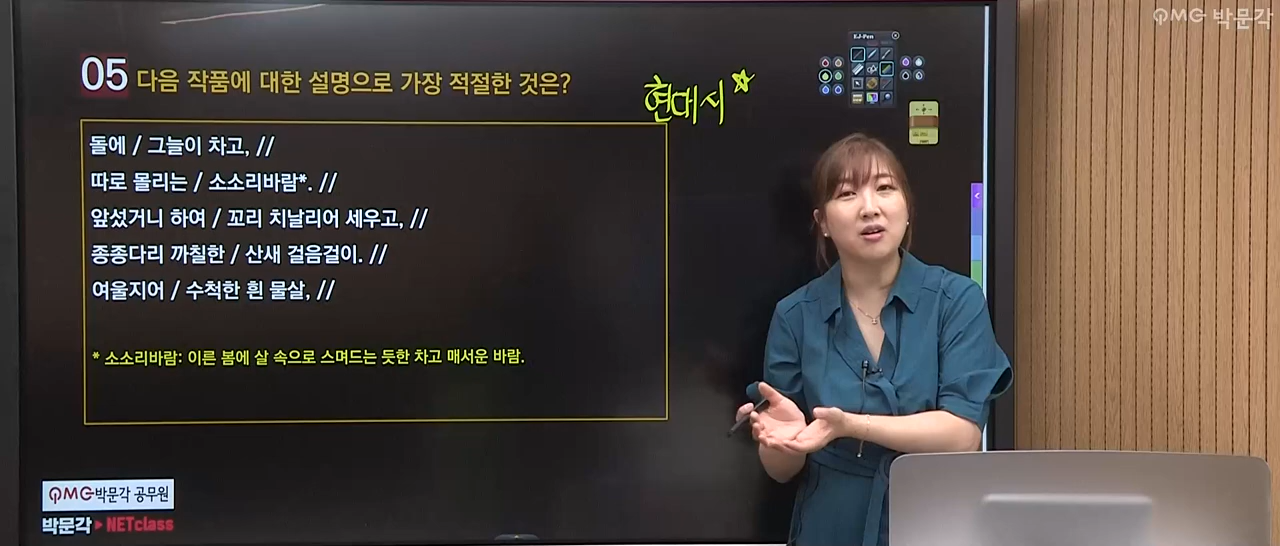 QMG 박문각
EJ-Pen
05 다음 작품에 대한 설명으로 가장 적절한 것은?
현대시
돌에 / 그늘이 차고, //
따로 몰리는 / 소소리바람*. //
앞섰거니 하여 / 꼬리 치날리어 세우고, //
종종다리 까칠한 / 산새 걸음걸이. //
여울지어 / 수척한 흰 물살, //
* 소소리바람: 이른 봄에 살 속으로 스며드는 듯한 차고 매서운 바람.
QMG박문각 공무원
박문각 ▸ NETclass